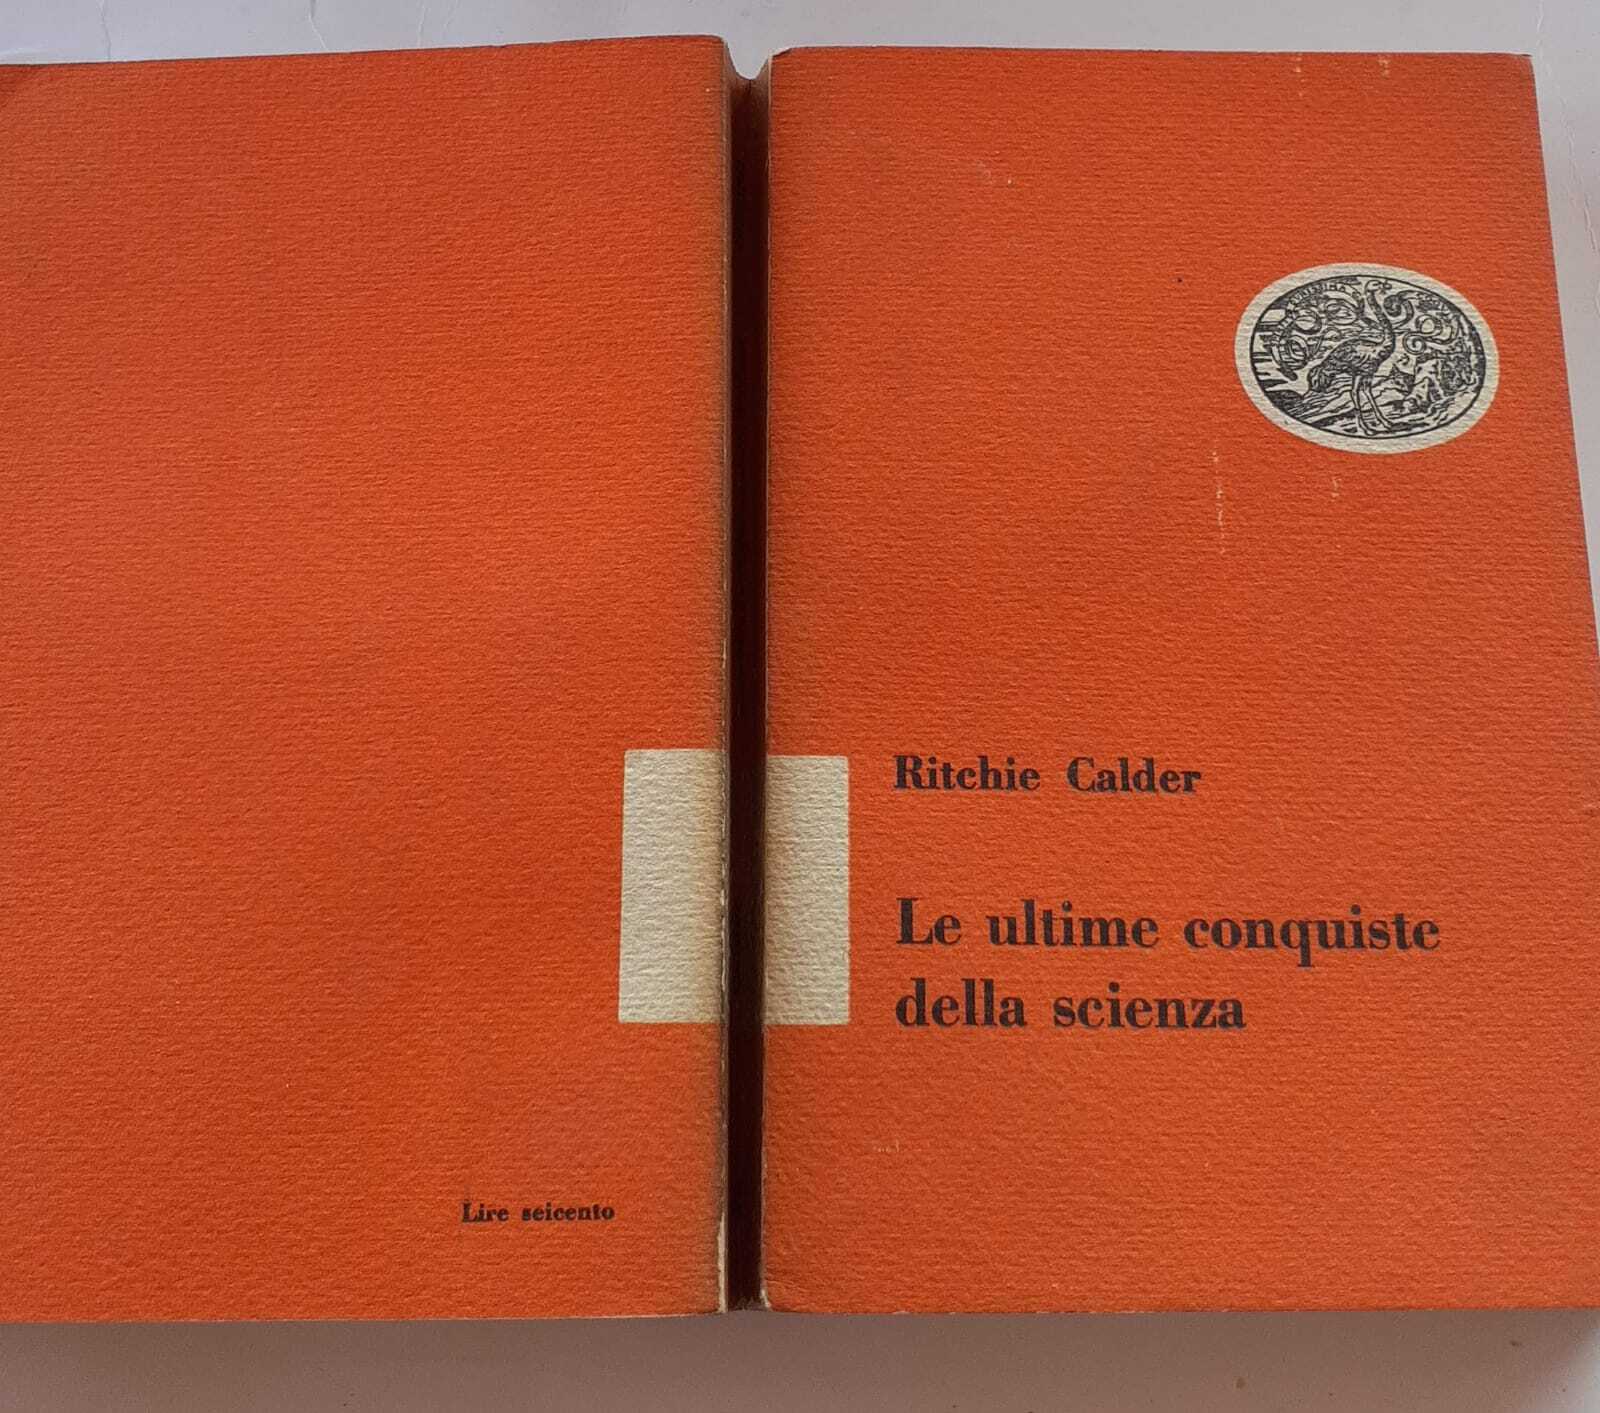 Lire seicento
Ritchie Calder
Le ultime conquiste
della scienza